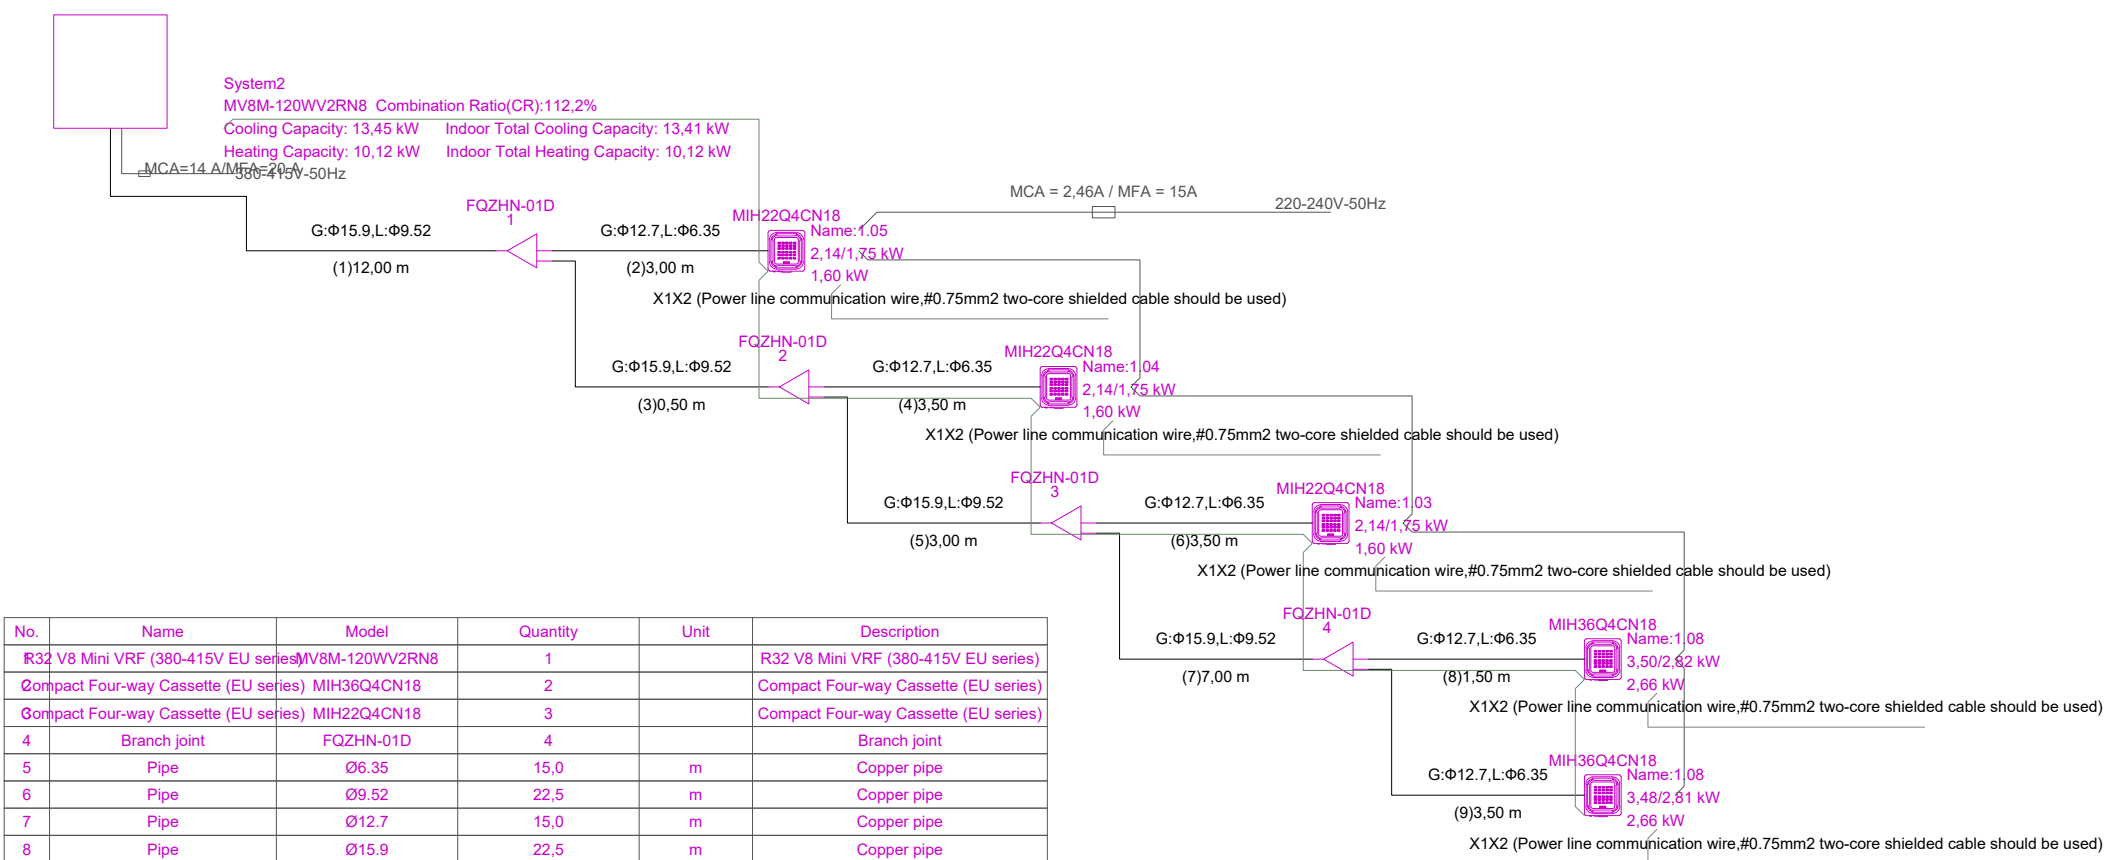 System2
MV8M-120WV2RN8 Combination Ratio(CR):112,2%
Cooling Capacity: 13,45 kW Indoor Total Cooling Capacity: 13,41 kW
Heating Capacity: 10,12 kW Indoor Total Heating Capacity: 10,12 kW
MCA=14 A/MFA=20 A
380-415V-50Hz
MCA = 2,46A / MFA = 15A
220-240V-50Hz
FQZHN-01D
1
G:Φ15.9,L:Φ9.52
(1)12,00 m
G:Φ12.7,L:Φ6.35
(2)3,00 m
MIH22Q4CN18
Name:1.05
2,14/1,75 kW
1,60 kW
X1X2 (Power line communication wire,#0.75mm2 two-core shielded cable should be used)
FQZHN-01D
2
G:Φ15.9,L:Φ9.52
(3)0,50 m
G:Φ12.7,L:Φ6.35
(4)3,50 m
MIH22Q4CN18
Name:1.04
2,14/1,75 kW
1,60 kW
X1X2 (Power line communication wire,#0.75mm2 two-core shielded cable should be used)
FQZHN-01D
3
G:Φ15.9,L:Φ9.52
(5)3,00 m
G:Φ12.7,L:Φ6.35
(6)3,50 m
MIH22Q4CN18
Name:1.03
2,14/1,75 kW
1,60 kW
X1X2 (Power line communication wire,#0.75mm2 two-core shielded cable should be used)
FQZHN-01D
4
G:Φ15.9,L:Φ9.52
(7)7,00 m
G:Φ12.7,L:Φ6.35
(8)1,50 m
MIH36Q4CN18
Name:1.08
3,50/2,82 kW
2,66 kW
X1X2 (Power line communication wire,#0.75mm2 two-core shielded cable should be used)
G:Φ12.7,L:Φ6.35
(9)3,50 m
MIH36Q4CN18
Name:1.08
3,48/2,81 kW
2,66 kW
X1X2 (Power line communication wire,#0.75mm2 two-core shielded cable should be used)
No. Name Model Quantity Unit Description
1 R32 V8 Mini VRF (380-415V EU series) MV8M-120WV2RN8 1 R32 V8 Mini VRF (380-415V EU series)
2 Compact Four-way Cassette (EU series) MIH36Q4CN18 2 Compact Four-way Cassette (EU series)
3 Compact Four-way Cassette (EU series) MIH22Q4CN18 3 Compact Four-way Cassette (EU series)
4 Branch joint FQZHN-01D 4 Branch joint
5 Pipe Ø6.35 15,0 m Copper pipe
6 Pipe Ø9.52 22,5 m Copper pipe
7 Pipe Ø12.7 15,0 m Copper pipe
8 Pipe Ø15.9 22,5 m Copper pipe